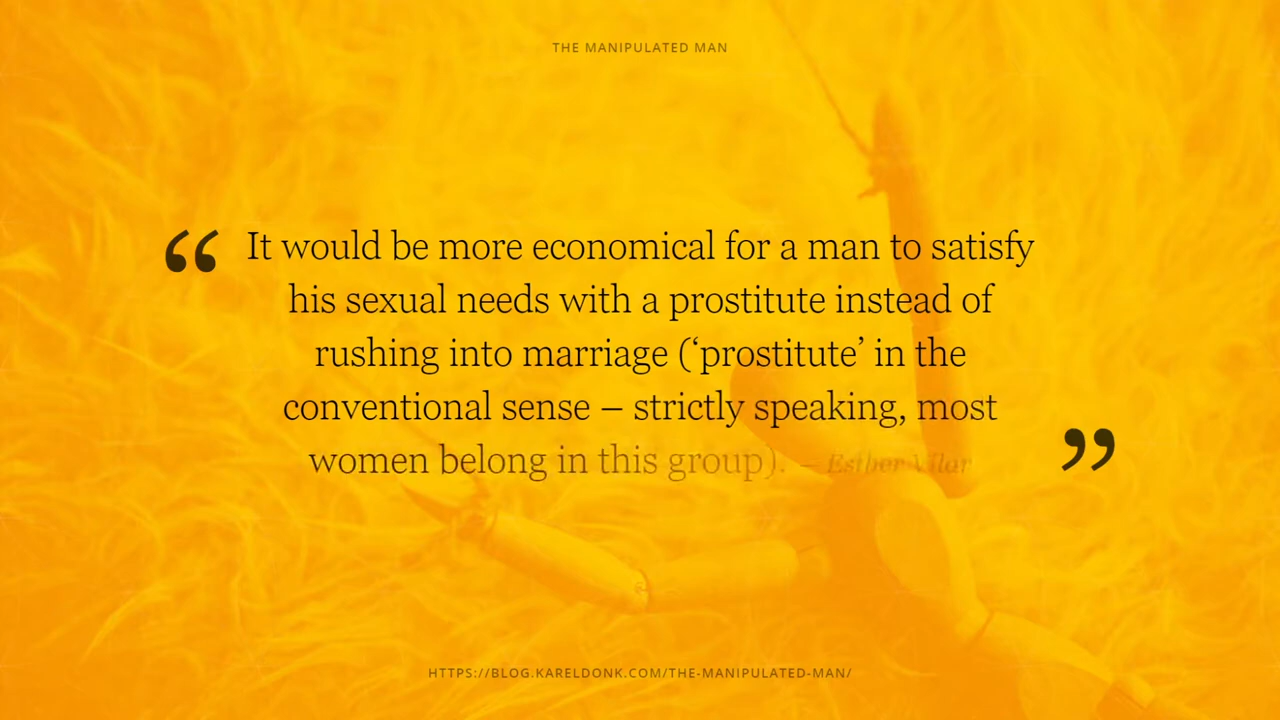 THE MANIPULATED MAN
“ It would be more economical for a man to satisfy
his sexual needs with a prostitute instead of
rushing into marriage (‘prostitute’ in the
conventional sense – strictly speaking, most
women belong in this group). – Esther Vilar ”
HTTPS://BLOG.KARELDONK.COM/THE-MANIPULATED-MAN/